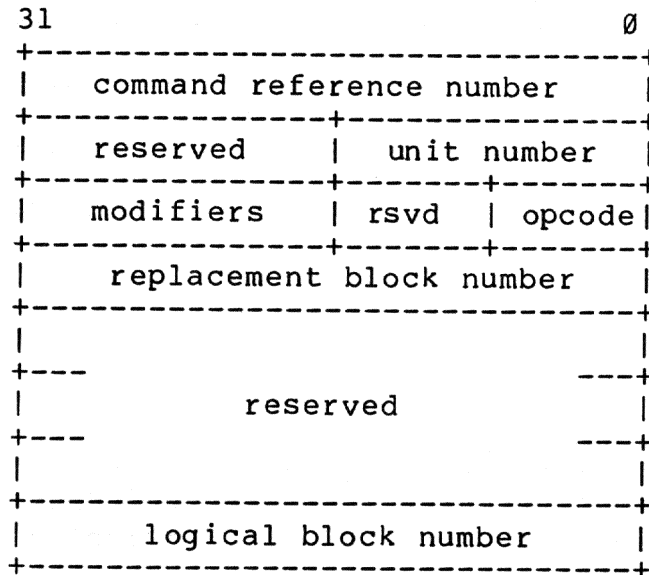 31 0
command reference number
reserved | unit number
modifiers | rsvd | opcode
replacement block number
reserved
logical block number